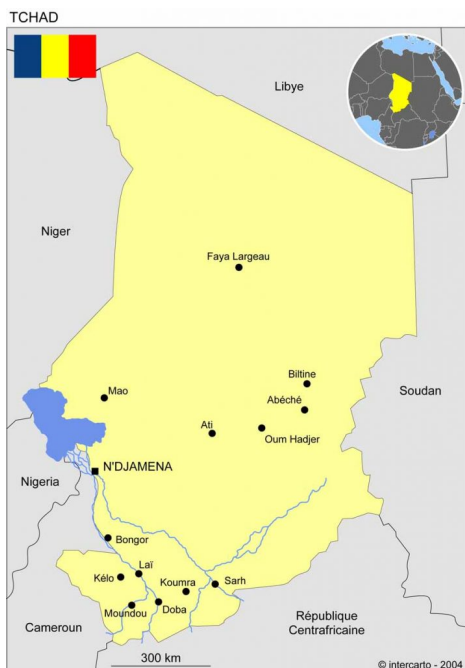 TCHAD
Libye
Niger
Faya Largeau
Biltine
Soudan
Mao
Abéché
Ati
Oum Hadjer
N'DJAMENA
Nigeria
Bongor
Laï
Kélo
Koumra
Sarh
Moundou
Doba
Cameroun
République
Centrafricaine
300 km
© intercarto - 2004